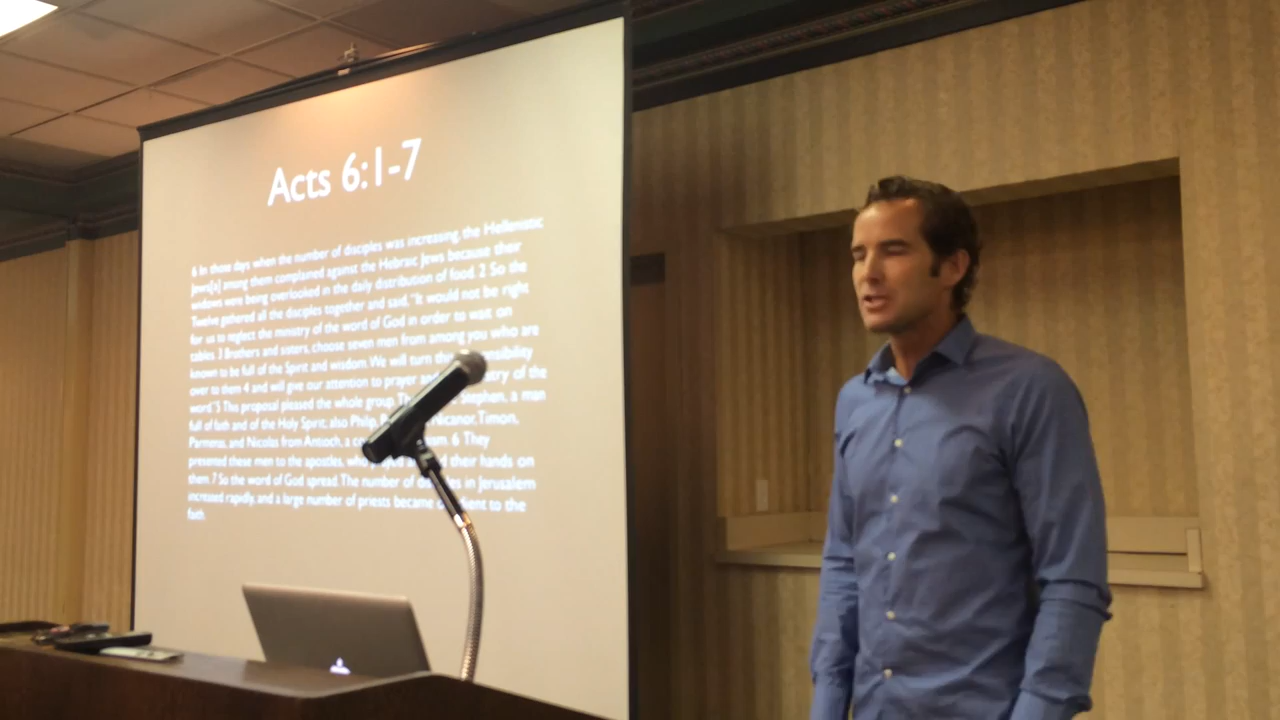 Acts 6:1-7
6 In those days when the number of disciples was increasing, the Hellenistic
Jews[a] among them complained against the Hebraic Jews because their
widows were being overlooked in the daily distribution of food. 2 So the
Twelve gathered all the disciples together and said, "It would not be right
for us to neglect the ministry of the word of God in order to wait on
tables. 3 Brothers and sisters, choose seven men from among you who are
known to be full of the Spirit and wisdom. We will turn
over to them 4 and will give our attention to prayer of the
word." 5 This proposal pleased the whole group. Stephen, a man
full of faith and of the Holy Spirit; also Philip, Nicanor, Timon,
Parmenas, and Nicolas from Antioch, a 6 They
presented these men to the apostles, who their hands on
them. 7 So the word of God spread. The number of in Jerusalem
increased rapidly, and a large number of priests became to the
faith.